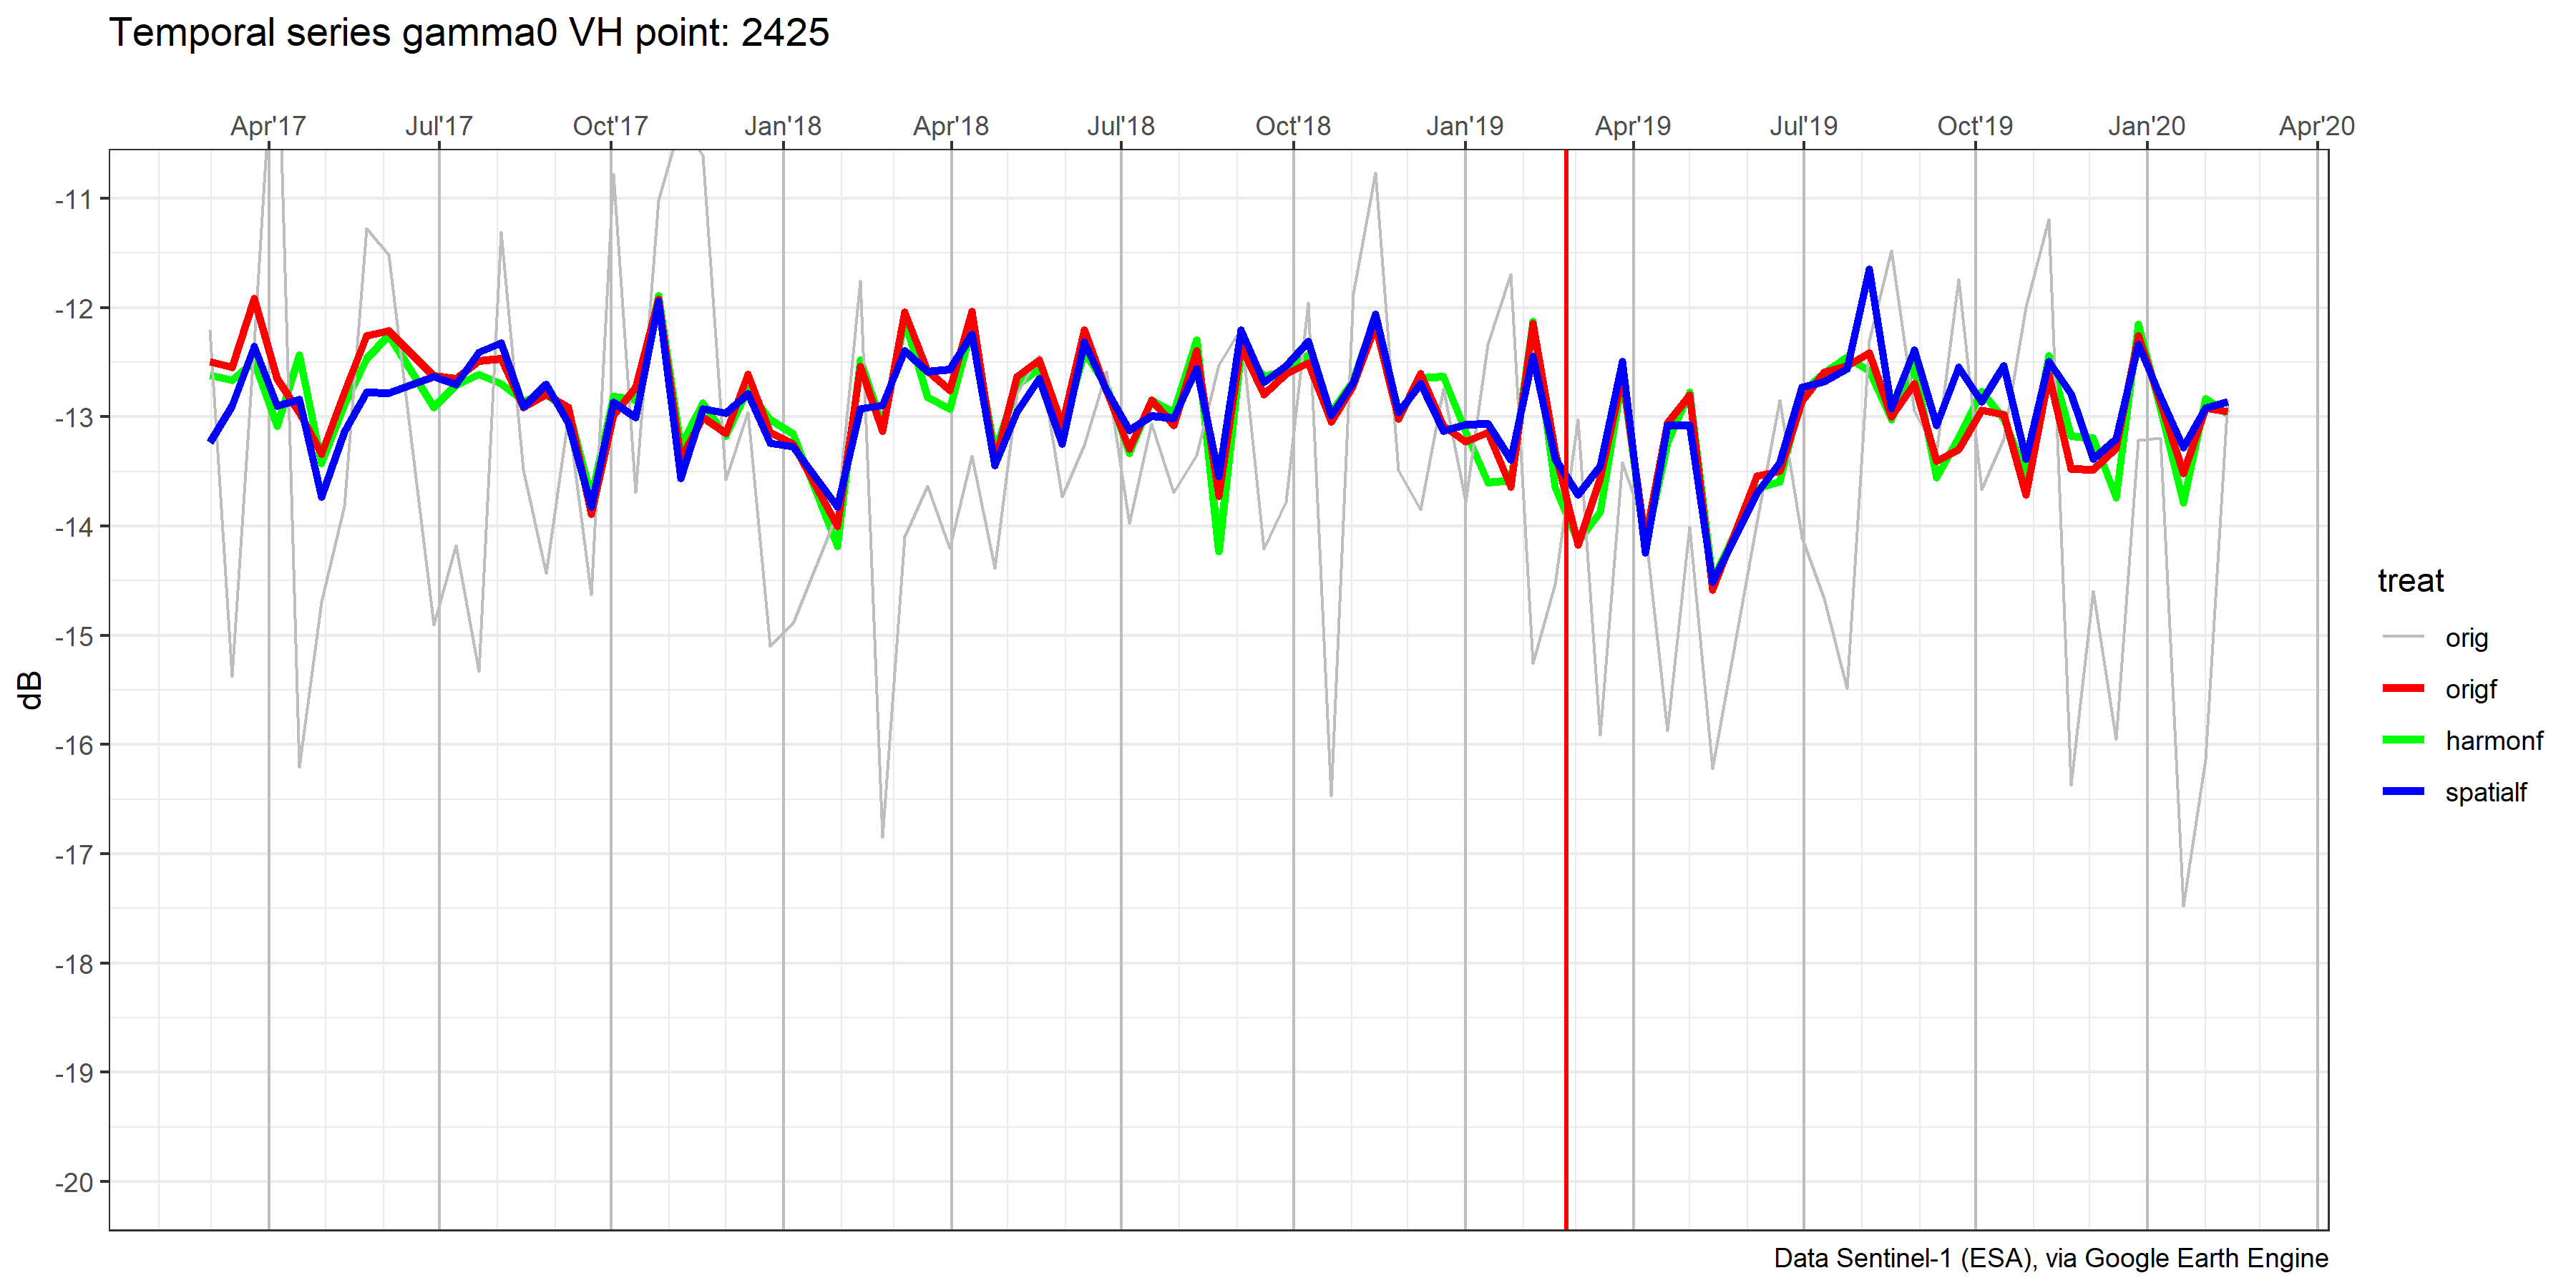 Temporal series gamma0 VH point: 2425
Apr'17 Jul'17 Oct'17 Jan'18 Apr'18 Jul'18 Oct'18 Jan'19 Apr'19 Jul'19 Oct'19 Jan'20 Apr'20
-11
-12
-13
-14
-15
-16
-17
-18
-19
-20
dB
treat
orig
origf
harmonf
spatialf
Data Sentinel-1 (ESA), via Google Earth Engine